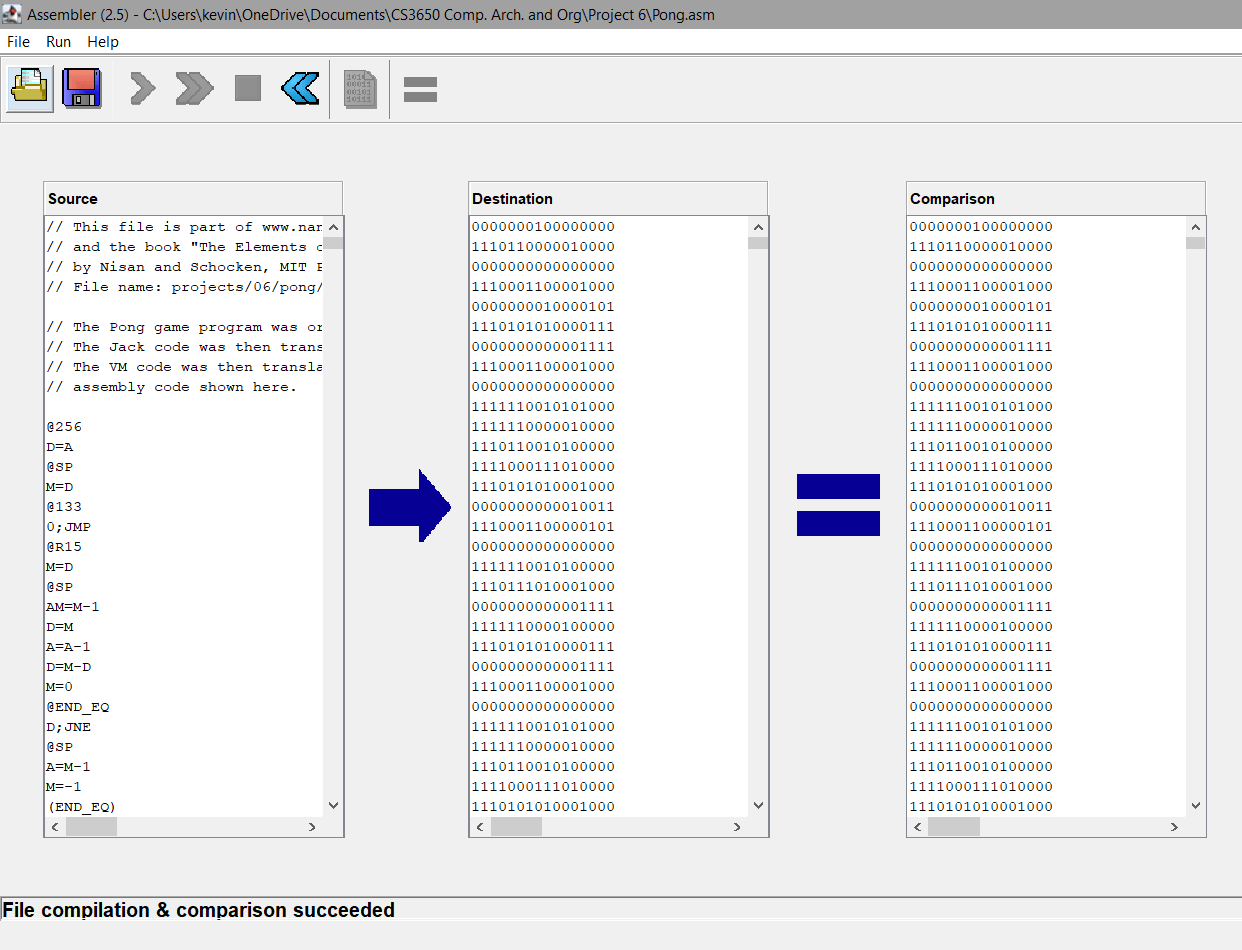 Assembler (2.5) - C:\Users\kevin\OneDrive\Documents\CS3650 Comp. Arch. and Org\Project 6\Pong.asm
File Run Help
Source
// This file is part of www.nan
// and the book "The Elements o
// by Nisan and Schocken, MIT P
// File name: projects/06/pong/
// The Pong game program was or
// The Jack code was then trans
// The VM code was then transla
// assembly code shown here.
@256
D=A
@SP
M=D
@133
0;JMP
@R15
M=D
@SP
AM=M-1
D=M
A=A-1
D=M-D
M=0
@END_EQ
D;JNE
@SP
A=M-1
M=-1
(END_EQ)
Destination
0000000100000000
1110110000010000
0000000000000000
1110001100001000
0000000010000101
1110101010000111
0000000000001111
1110001100001000
0000000000000000
1111110010101000
1111110000010000
1110110010100000
1111000111010000
1110101010001000
0000000000010011
1110001100000101
0000000000000000
1111110010100000
1110111010001000
0000000000001111
1111110000100000
1110101010000111
0000000000001111
1110001100001000
0000000000000000
1111110010101000
1111110000010000
1110110010100000
1111000111010000
1110101010001000
Comparison
0000000100000000
1110110000010000
0000000000000000
1110001100001000
0000000010000101
1110101010000111
0000000000001111
1110001100001000
0000000000000000
1111110010101000
1111110000010000
1110110010100000
1111000111010000
1110101010001000
0000000000010011
1110001100000101
0000000000000000
1111110010100000
1110111010001000
0000000000001111
1111110000100000
1110101010000111
0000000000001111
1110001100001000
0000000000000000
1111110010101000
1111110000010000
1110110010100000
1111000111010000
1110101010001000
File compilation & comparison succeeded